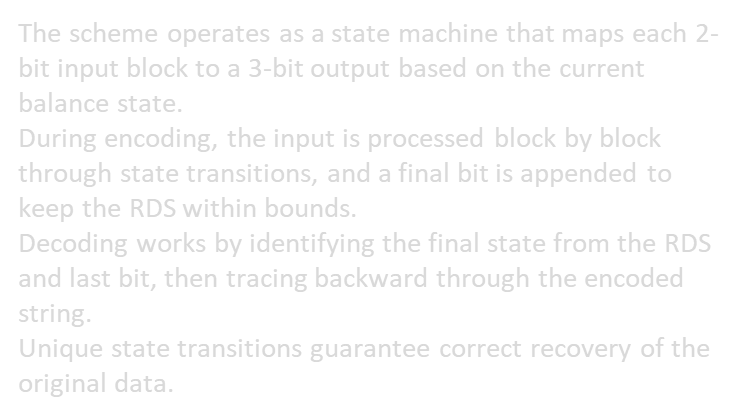 The scheme operates as a state machine that maps each 2-
bit input block to a 3-bit output based on the current
balance state.
During encoding, the input is processed block by block
through state transitions, and a final bit is appended to
keep the RDS within bounds.
Decoding works by identifying the final state from the RDS
and last bit, then tracing backward through the encoded
string.
Unique state transitions guarantee correct recovery of the
original data.